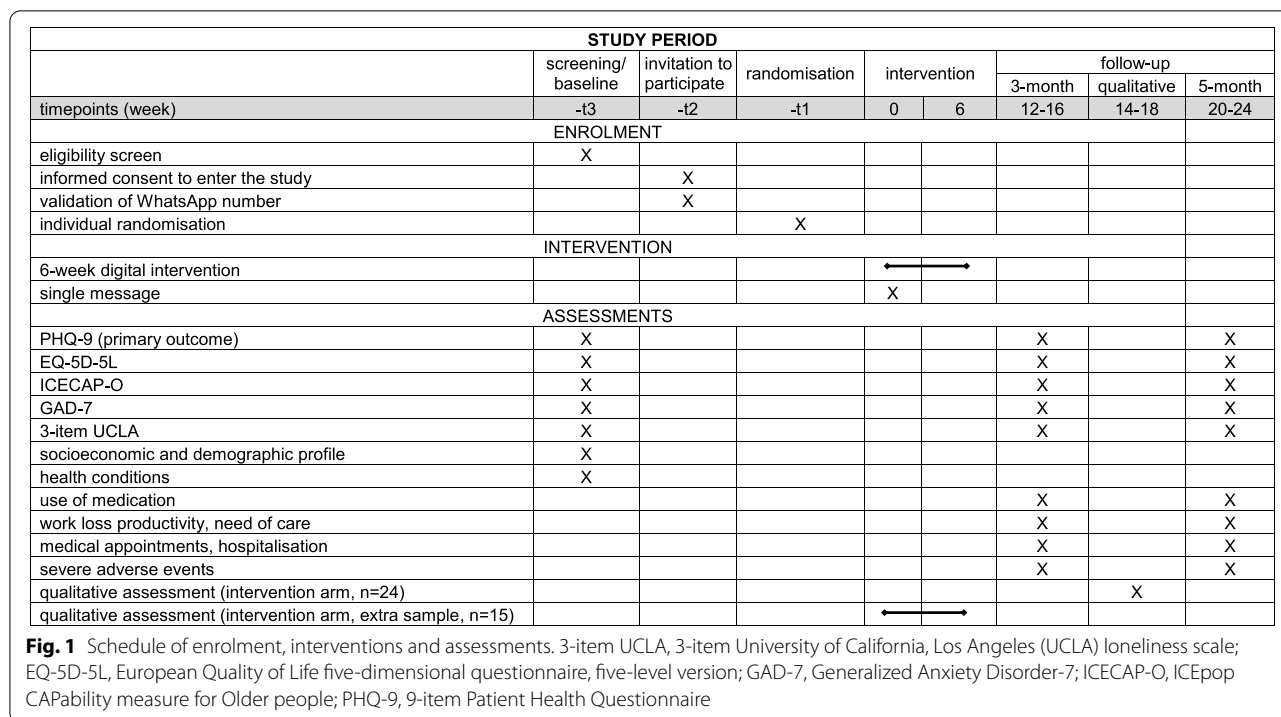 STUDY PERIOD
screening/ baseline invitation to participate randomisation intervention follow-up
3-month qualitative 5-month
timepoints (week) -t3 -t2 -t1 0 6 12-16 14-18 20-24
ENROLMENT
eligibility screen X
informed consent to enter the study X
validation of WhatsApp number X
individual randomisation X
INTERVENTION
6-week digital intervention
single message X
ASSESSMENTS
PHQ-9 (primary outcome) X X X
EQ-5D-5L X X X
ICECAP-O X X X
GAD-7 X X X
3-item UCLA X X X
socioeconomic and demographic profile X
health conditions X
use of medication X X
work loss productivity, need of care X X
medical appointments, hospitalisation X X
severe adverse events X X
qualitative assessment (intervention arm, n=24) X
qualitative assessment (intervention arm, extra sample, n=15)
Fig. 1 Schedule of enrolment, interventions and assessments. 3-item UCLA, 3-item University of California, Los Angeles (UCLA) loneliness scale;
EQ-5D-5L, European Quality of Life five-dimensional questionnaire, five-level version; GAD-7, Generalized Anxiety Disorder-7; ICECAP-O, ICEpop
CAPability measure for Older people; PHQ-9, 9-item Patient Health Questionnaire